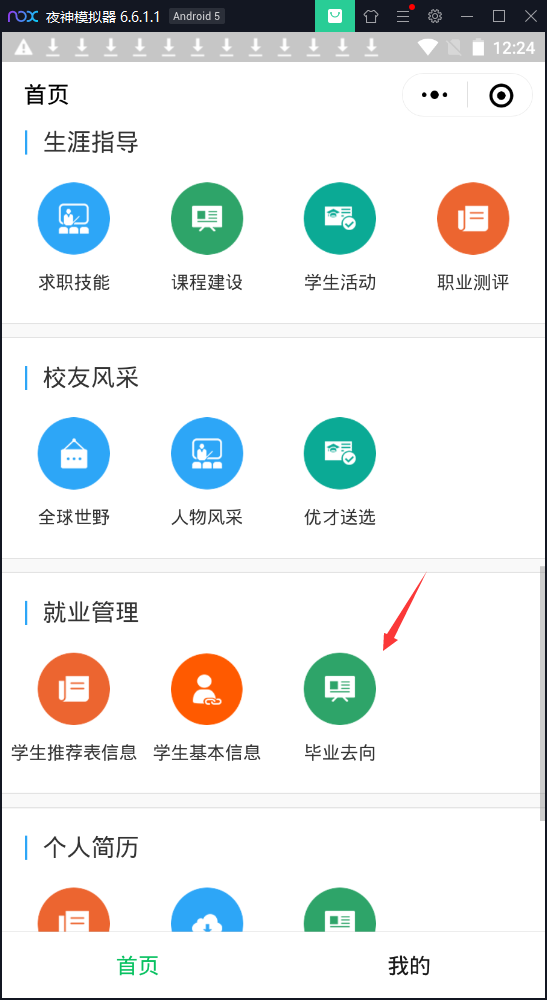 nox 夜神模拟器 6.6.1.1 Android 5
12:24
首页
生涯指导
求职技能 课程建设 学生活动 职业测评
校友风采
全球世野 人物风采 优才送选
就业管理
学生推荐表信息 学生基本信息 毕业去向
个人简历
首页 我的